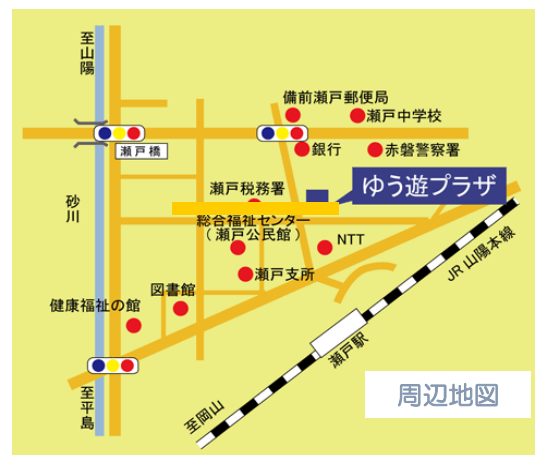 至山陽
備前瀬戸郵便局
瀬戸中学校
瀬戸橋
銀行
赤磐警察署
瀬戸税務署
ゆう遊プラザ
砂川
総合福祉センター
（瀬戸公民館）
NTT
瀬戸支所
JR山陽本線
図書館
健康福祉の館
瀬戸駅
至平島
至岡山
周辺地図